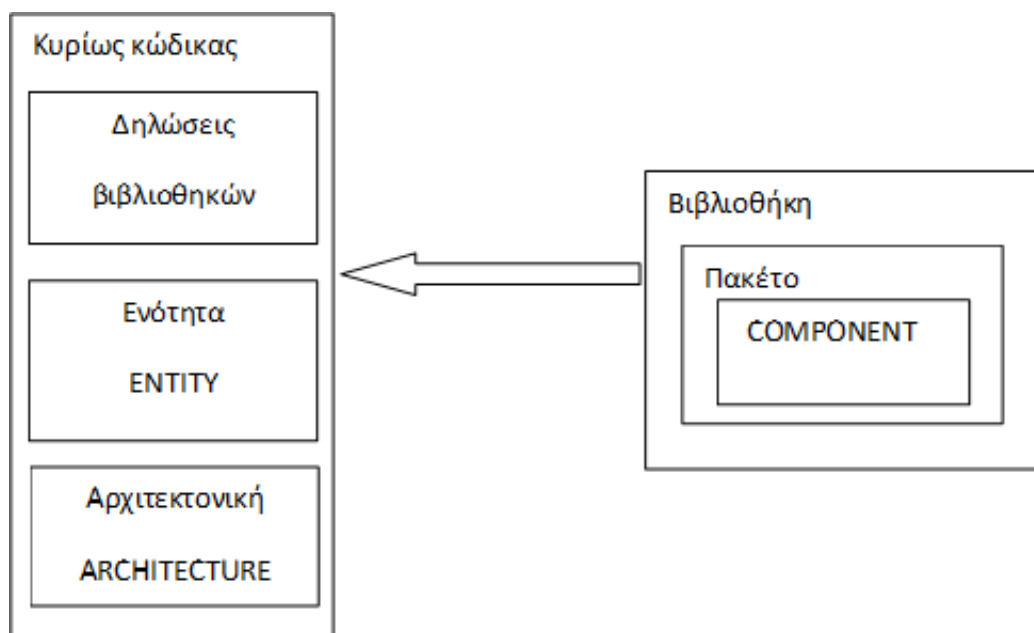 Κυρίως κώδικας
Δηλώσεις
βιβλιοθηκών
Ενότητα
ENTITY
Αρχιτεκτονική
ARCHITECTURE
Βιβλιοθήκη
Πακέτο
COMPONENT